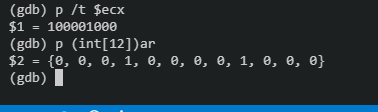 (gdb) p /t $ecx
$1 = 100001000
(gdb) p (int[12])ar
$2 = {0, 0, 0, 1, 0, 0, 0, 0, 1, 0, 0, 0}
(gdb)